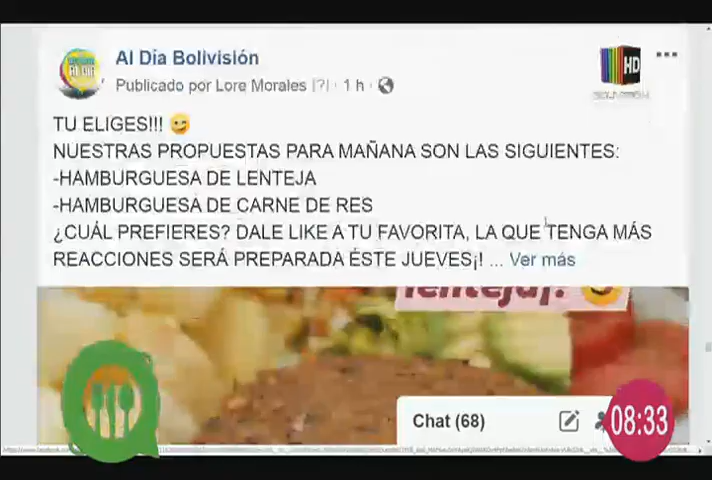 Al Día Bolivisión
Publicado por Lore Morales [?] · 1 h ·
HD
TU ELIGES!!!
NUESTRAS PROPUESTAS PARA MAÑANA SON LAS SIGUIENTES:
-HAMBURGUESA DE LENTEJA
-HAMBURGUESA DE CARNE DE RES
¿CUÁL PREFIERES? DALE LIKE A TU FAVORITA, LA QUE TENGA MÁS
REACCIONES SERÁ PREPARADA ÉSTE JUEVES¡! ... Ver más
lenteja¡!
Chat (68)
08:33